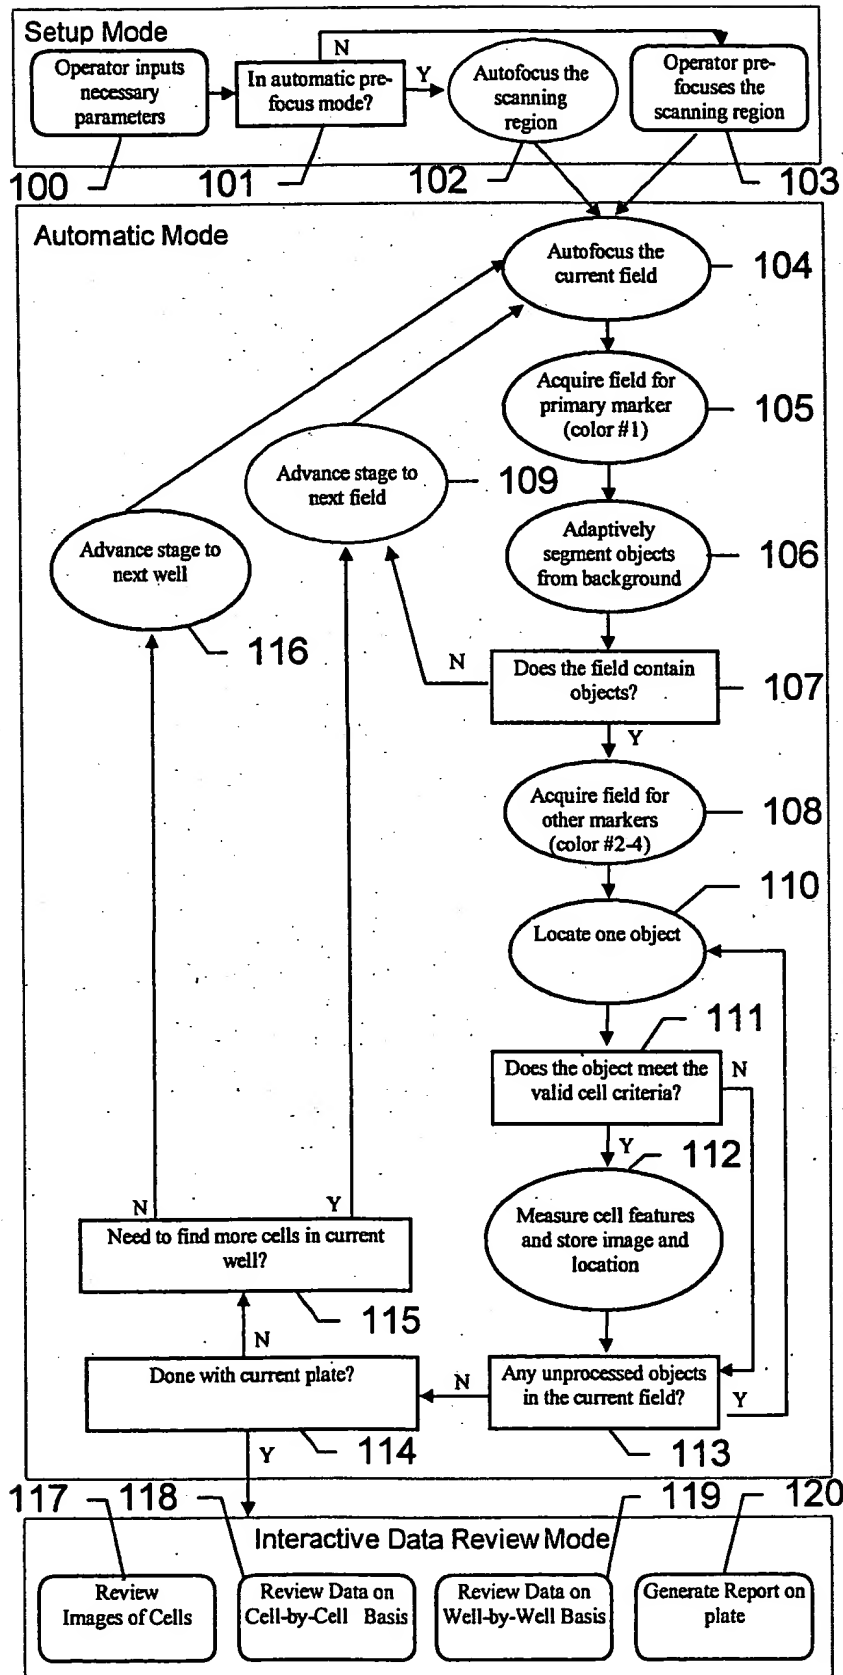 Setup Mode
Operator inputs
necessary
parameters
In automatic pre-
focus mode?
N
Y
Autofocus the
scanning
region
Operator pre-
focuses the
scanning region
100
101
102
103
Automatic Mode
Autofocus the
current field
104
Acquire field for
primary marker
(color #1)
105
Advance stage to
next field
109
Adaptively
segment objects
from background
106
Advance stage to
next well
116
N
Does the field contain
objects?
107
Y
Acquire field for
other markers
(color #2-4)
108
110
Locate one object
111
Does the object meet the
valid cell criteria?
N
Y
112
Measure cell features
and store image and
location
N
Y
Need to find more cells in current
well?
115
N
Done with current plate?
N
Any unprocessed objects
in the current field?
Y
114
113
Y
117
118
119
120
Interactive Data Review Mode
Review
Images of Cells
Review Data on
Cell-by-Cell Basis
Review Data on
Well-by-Well Basis
Generate Report on
plate